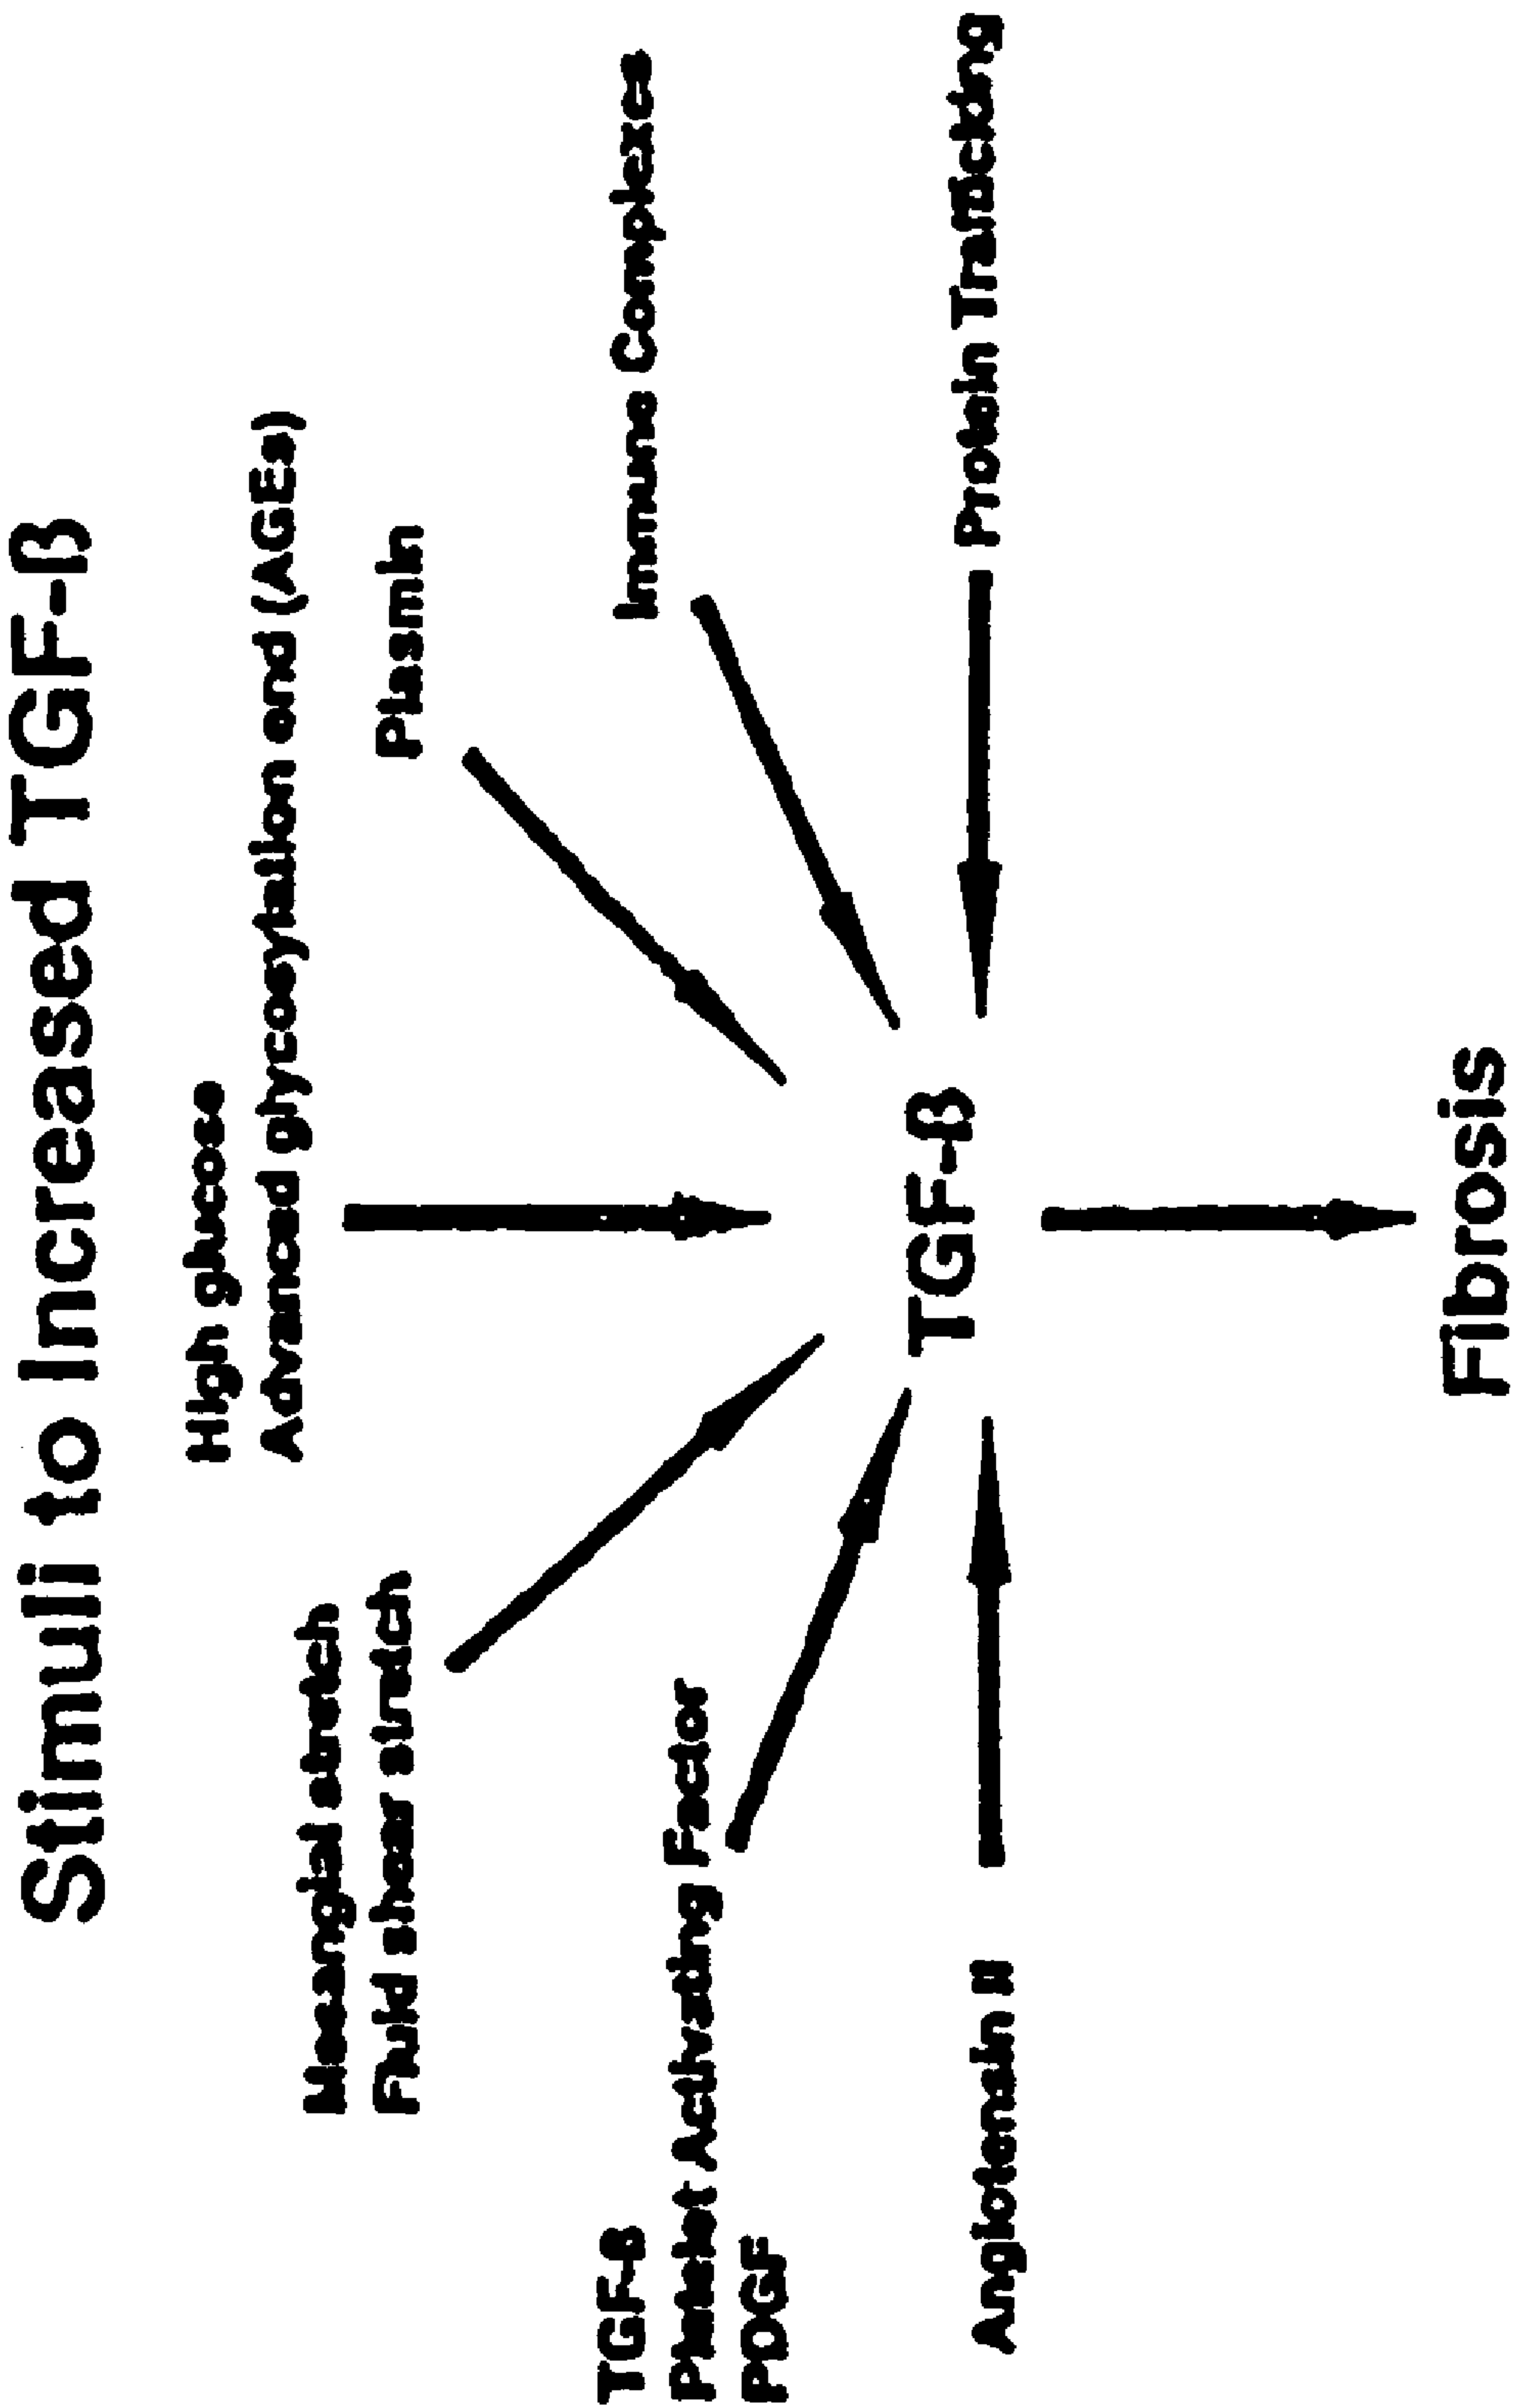 Stimuli to Increased TGF-β
High glucose
Advanced glycosylation end (AGEs)
Mesangial stretch
Fluid shear stretch
Plasmin
TGF-β
Platelet Activating Factor
PDGF
Immune Complexes
Angiotensin II
Protein Trafficking
TGF-β
Fibrosis